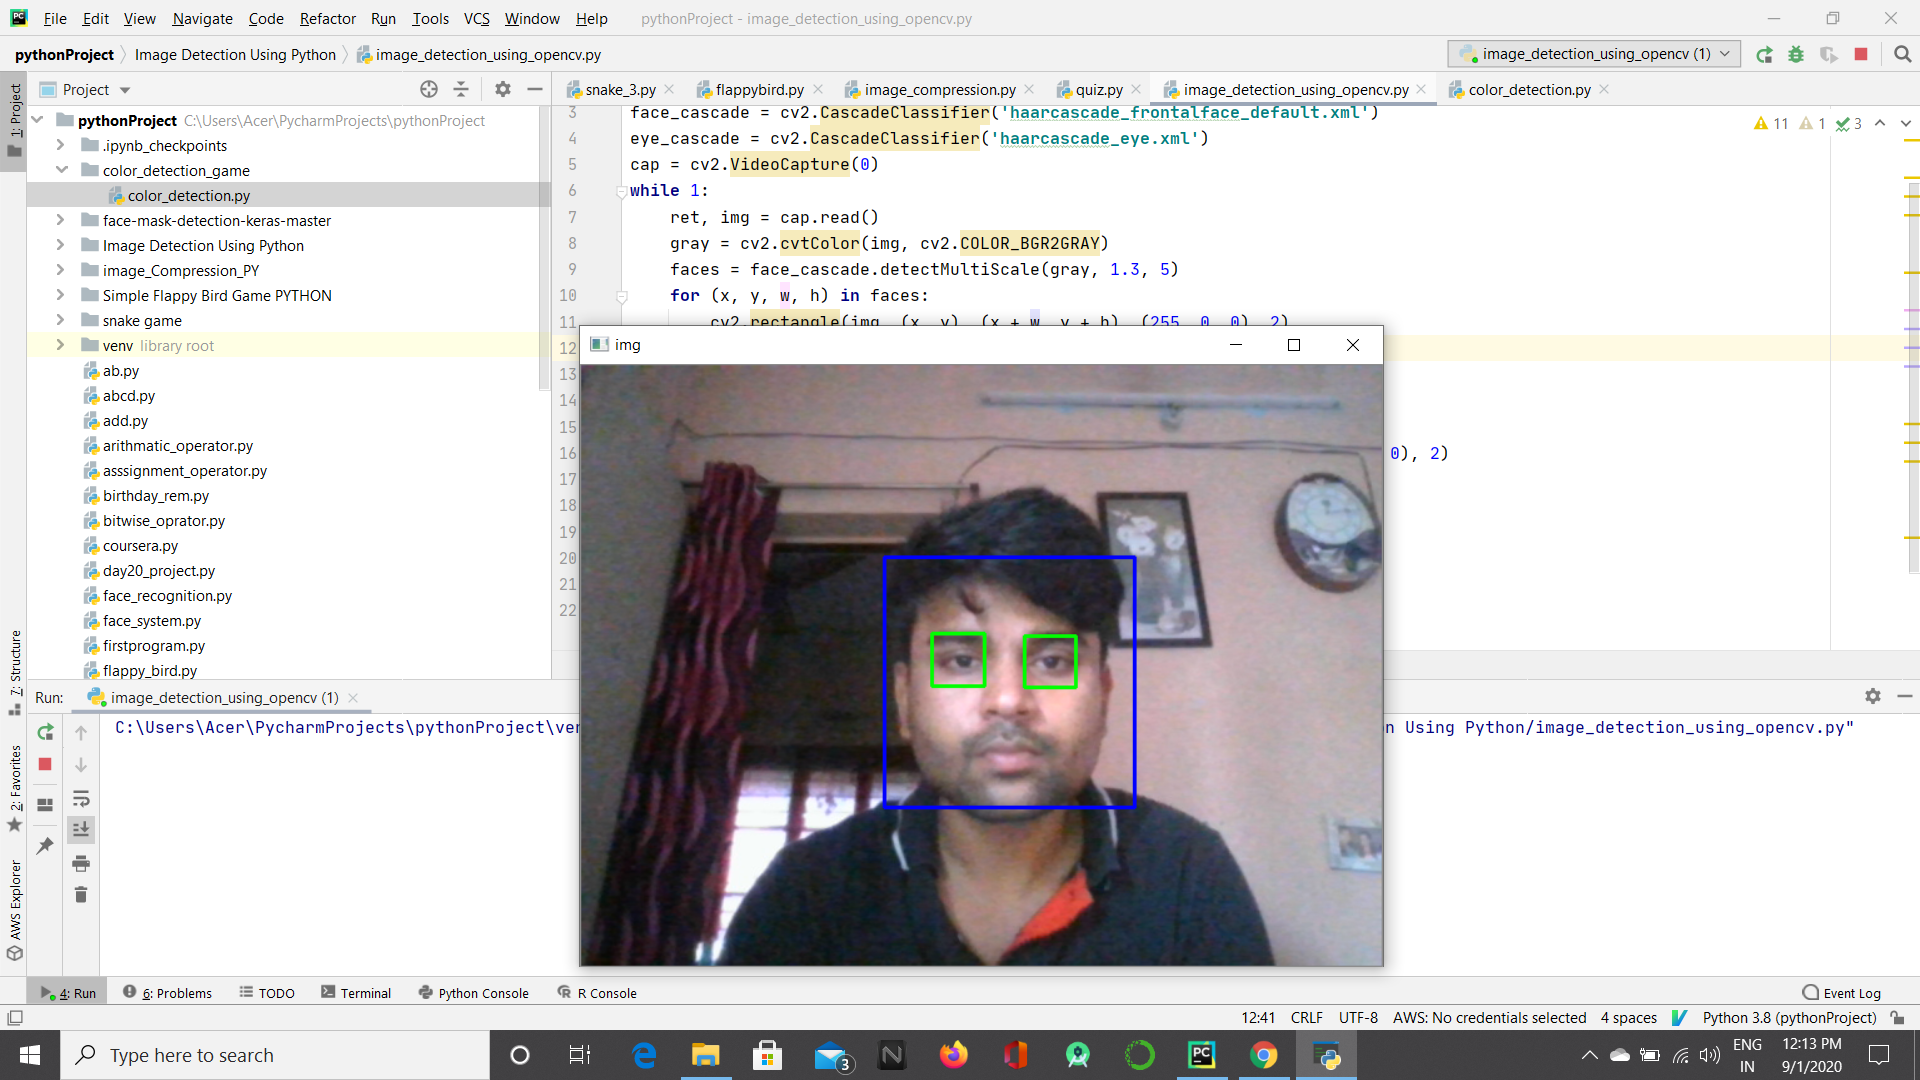 PC File Edit View Navigate Code Refactor Run Tools VCS Window Help pythonProject - image_detection_using_opencv.py
pythonProject Image Detection Using Python image_detection_using_opencv.py image_detection_using_opencv (1)
1: Project
Project
snake_3.py flappybird.py image_compression.py quiz.py image_detection_using_opencv.py color_detection.py
pythonProject C:\Users\Acer\PycharmProjects\pythonProject
.ipynb_checkpoints
color_detection_game
color_detection.py
face-mask-detection-keras-master
Image Detection Using Python
image_Compression_PY
Simple Flappy Bird Game PYTHON
snake game
venv library root
ab.py
abcd.py
add.py
arithmatic_operator.py
asssignment_operator.py
birthday_rem.py
bitwise_oprator.py
coursera.py
day20_project.py
face_recognition.py
face_system.py
firstprogram.py
flappy_bird.py
11 1 3
3 face_cascade = cv2.CascadeClassifier('haarcascade_frontalface_default.xml')
4 eye_cascade = cv2.CascadeClassifier('haarcascade_eye.xml')
5 cap = cv2.VideoCapture(0)
6 while 1:
7 ret, img = cap.read()
8 gray = cv2.cvtColor(img, cv2.COLOR_BGR2GRAY)
9 faces = face_cascade.detectMultiScale(gray, 1.3, 5)
10 for (x, y, w, h) in faces:
11 cv2.rectangle(img, (x, y), (x + w, y + h), (255, 0, 0), 2)
12
13
14
15
16 0), 2)
17
18
19
20
21
22
img
7: Structure
2: Favorites
AWS Explorer
Run: image_detection_using_opencv (1)
C:\Users\Acer\PycharmProjects\pythonProject\ven n Using Python/image_detection_using_opencv.py"
4: Run 6: Problems TODO Terminal Python Console R Console Event Log
12:41 CRLF UTF-8 AWS: No credentials selected 4 spaces Python 3.8 (pythonProject)
Type here to search 3 N PC ENG 12:13 PM
IN 9/1/2020